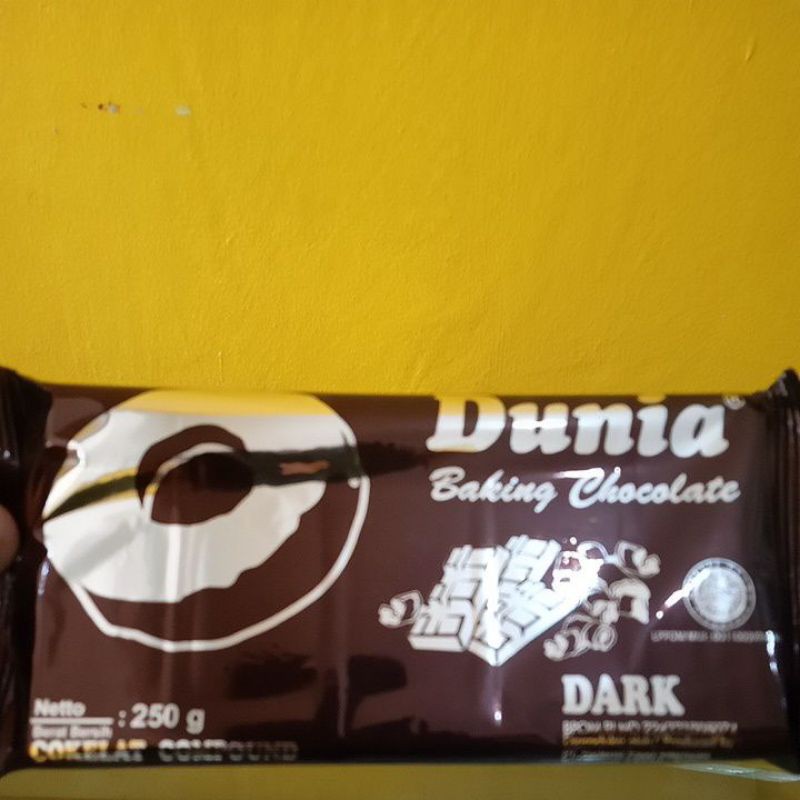 Dunia®
Baking Chocolate
DARK
Netto
Berat Bersih
: 250 g
COKELAT COMPOUND